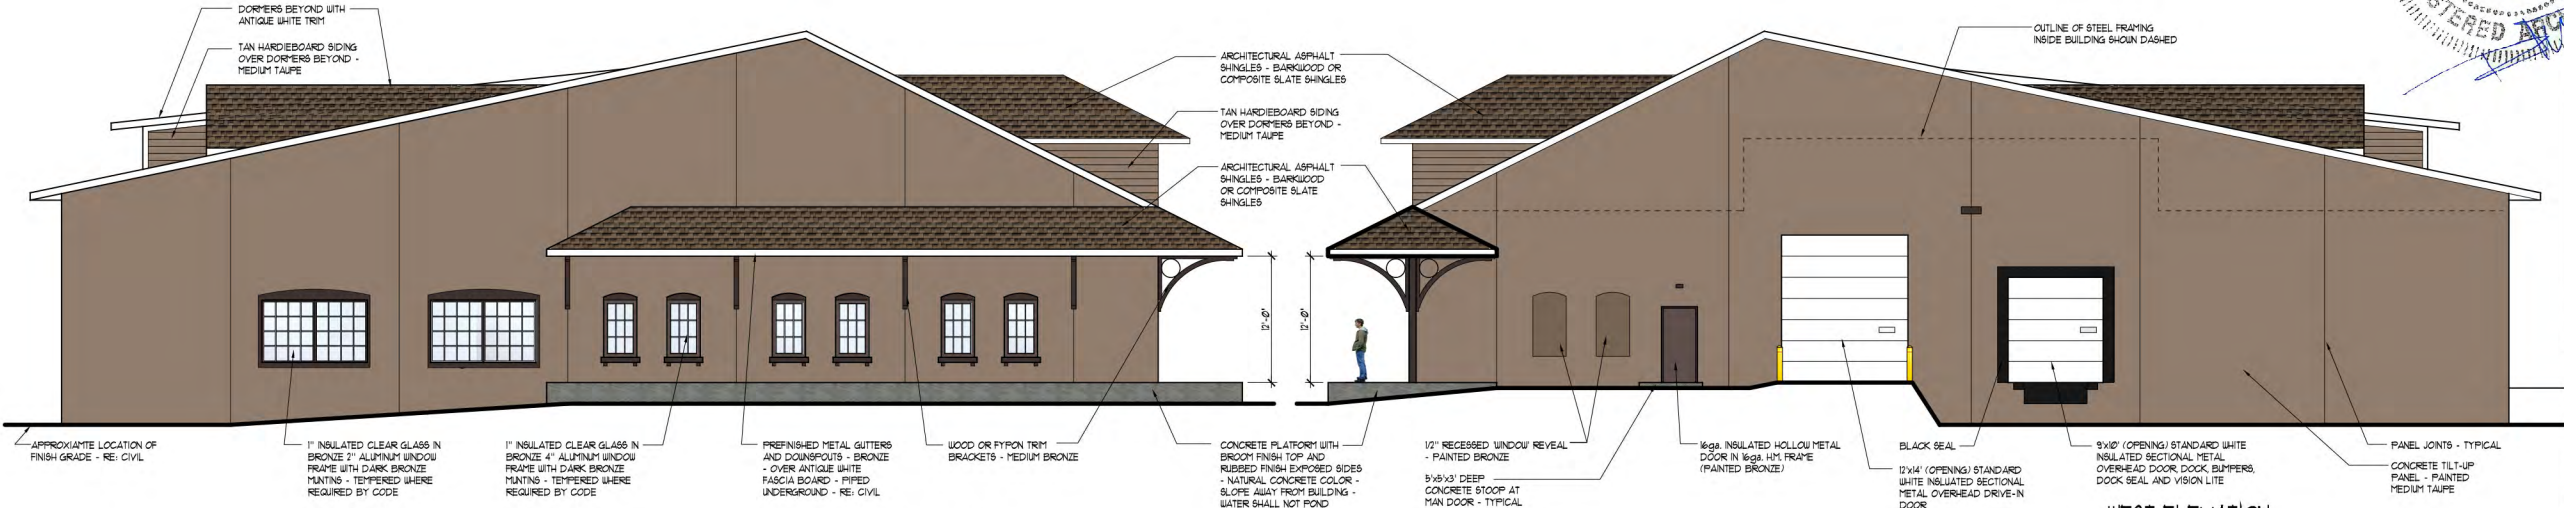 DORMERS BEYOND WITH
ANTIQUE WHITE TRIM
TAN HARDIEBOARD SIDING
OVER DORMERS BEYOND -
MEDIUM TAUPE
ARCHITECTURAL ASPHALT
SHINGLES - BARKWOOD OR
COMPOSITE SLATE SHINGLES
TAN HARDIEBOARD SIDING
OVER DORMERS BEYOND -
MEDIUM TAUPE
ARCHITECTURAL ASPHALT
SHINGLES - BARKWOOD
OR COMPOSITE SLATE
SHINGLES
OUTLINE OF STEEL FRAMING
INSIDE BUILDING SHOWN DASHED
12'-0"
12'-0"
APPROXIAMTE LOCATION OF
FINISH GRADE - RE: CIVIL
1" INSULATED CLEAR GLASS IN
BRONZE 2" ALUMINUM WINDOW
FRAME WITH DARK BRONZE
MUNTINS - TEMPERED WHERE
REQUIRED BY CODE
1" INSULATED CLEAR GLASS IN
BRONZE 4" ALUMINUM WINDOW
FRAME WITH DARK BRONZE
MUNTINS - TEMPERED WHERE
REQUIRED BY CODE
PREFINISHED METAL GUTTERS
AND DOWNSPOUTS - BRONZE
- OVER ANTIQUE WHITE
FASCIA BOARD - PIPED
UNDERGROUND - RE: CIVIL
WOOD OR FYPON TRIM
BRACKETS - MEDIUM BRONZE
CONCRETE PLATFORM WITH
BROOM FINISH TOP AND
RUBBED FINISH EXPOSED SIDES
- NATURAL CONCRETE COLOR -
SLOPE AWAY FROM BUILDING -
WATER SHALL NOT POND
1/2" RECESSED WINDOW REVEAL
- PAINTED BRONZE
5'x5'x3' DEEP
CONCRETE STOOP AT
MAN DOOR - TYPICAL
16ga. INSULATED HOLLOW METAL
DOOR IN 16ga. H.M. FRAME
(PAINTED BRONZE)
BLACK SEAL
12'x14' (OPENING) STANDARD
WHITE INSLUATED SECTIONAL
METAL OVERHEAD DRIVE-IN
DOOR
9'x10' (OPENING) STANDARD WHITE
INSULATED SECTIONAL METAL
OVERHEAD DOOR, DOCK, BUMPERS,
DOCK SEAL AND VISION LITE
PANEL JOINTS - TYPICAL
CONCRETE TILT-UP
PANEL - PAINTED
MEDIUM TAUPE
WEST ELEVATION